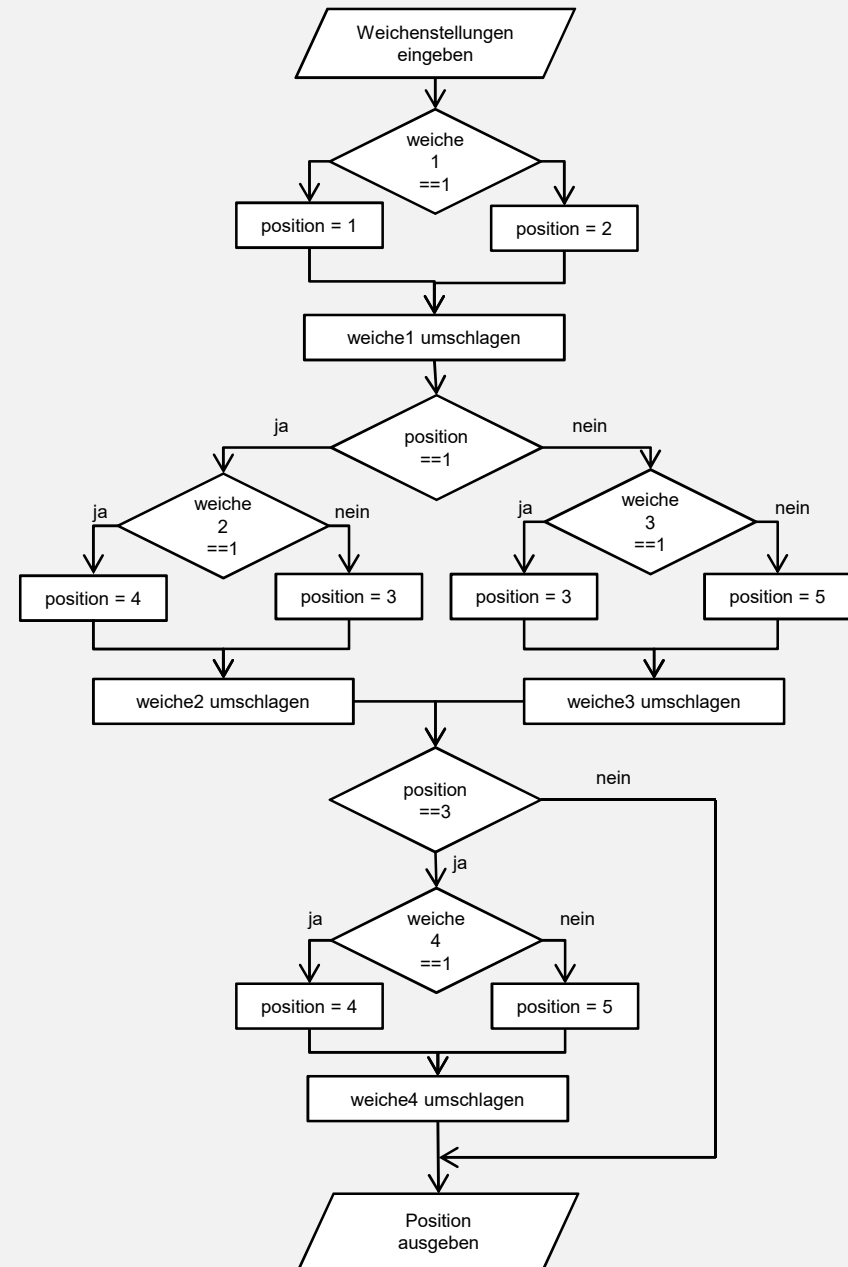 Weichenstellungen
eingeben
weiche
1
==1
position = 1
position = 2
weiche1 umschlagen
ja
position
==1
nein
ja
weiche
2
==1
nein
ja
weiche
3
==1
nein
position = 4
position = 3
position = 3
position = 5
weiche2 umschlagen
weiche3 umschlagen
position
==3
nein
ja
ja
weiche
4
==1
nein
position = 4
position = 5
weiche4 umschlagen
Position
ausgeben